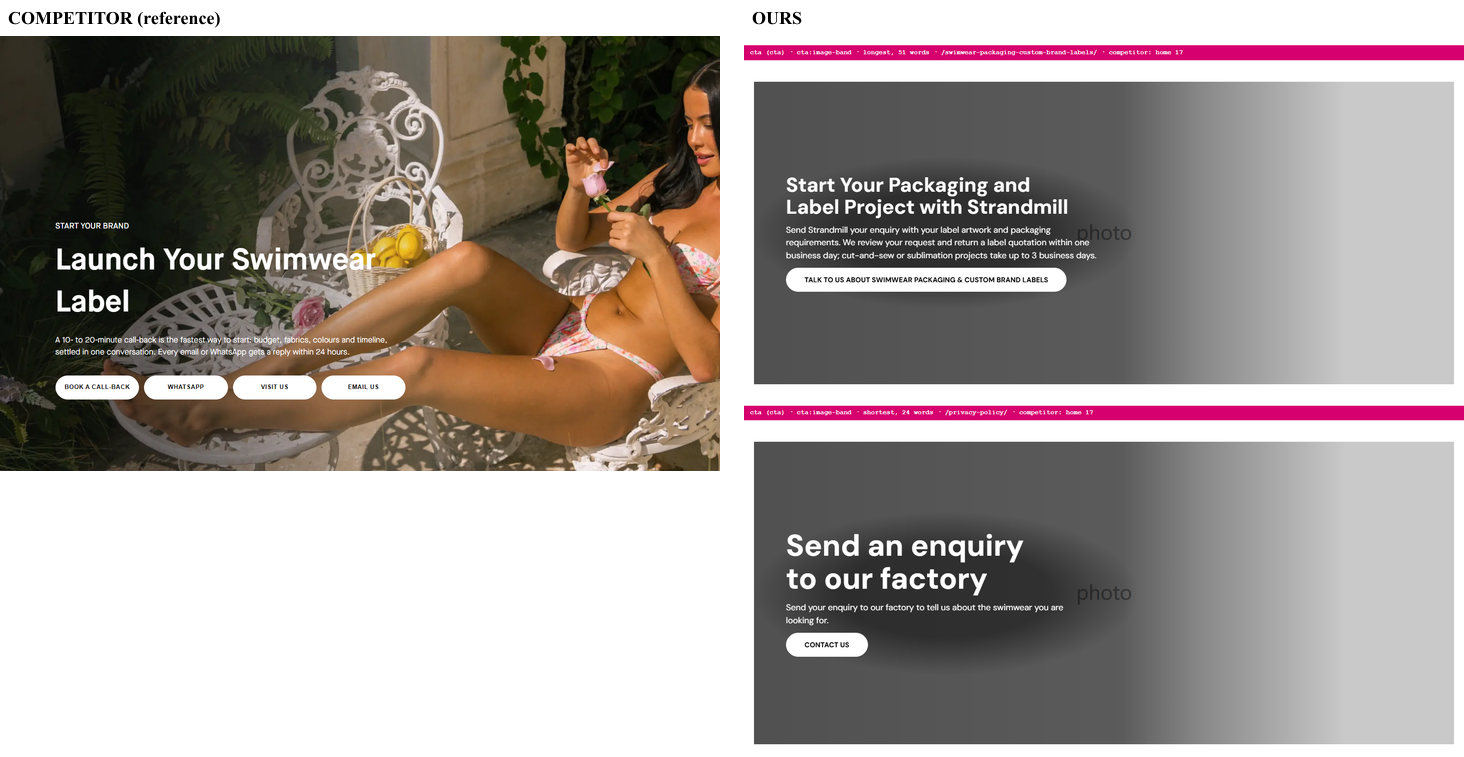 COMPETITOR (reference)
START YOUR BRAND
Launch Your Swimwear
Label
A 10- to 20-minute call-back is the fastest way to start: budget, fabrics, colours and timeline,
settled in one conversation. Every email or WhatsApp gets a reply within 24 hours.
BOOK A CALL-BACK
WHATSAPP
VISIT US
EMAIL US
OURS
cta (cta) · cta:image-band · longest, 51 words · /swimwear-packaging-custom-brand-labels/ · competitor: home 17
Start Your Packaging and
Label Project with Strandmill
Send Strandmill your enquiry with your label artwork and packaging
requirements. We review your request and return a label quotation within one
business day; cut-and-sew or sublimation projects take up to 3 business days.
TALK TO US ABOUT SWIMWEAR PACKAGING & CUSTOM BRAND LABELS
photo
cta (cta) · cta:image-band · shortest, 24 words · /privacy-policy/ · competitor: home 17
Send an enquiry
to our factory
Send your enquiry to our factory to tell us about the swimwear you are
looking for.
CONTACT US
photo